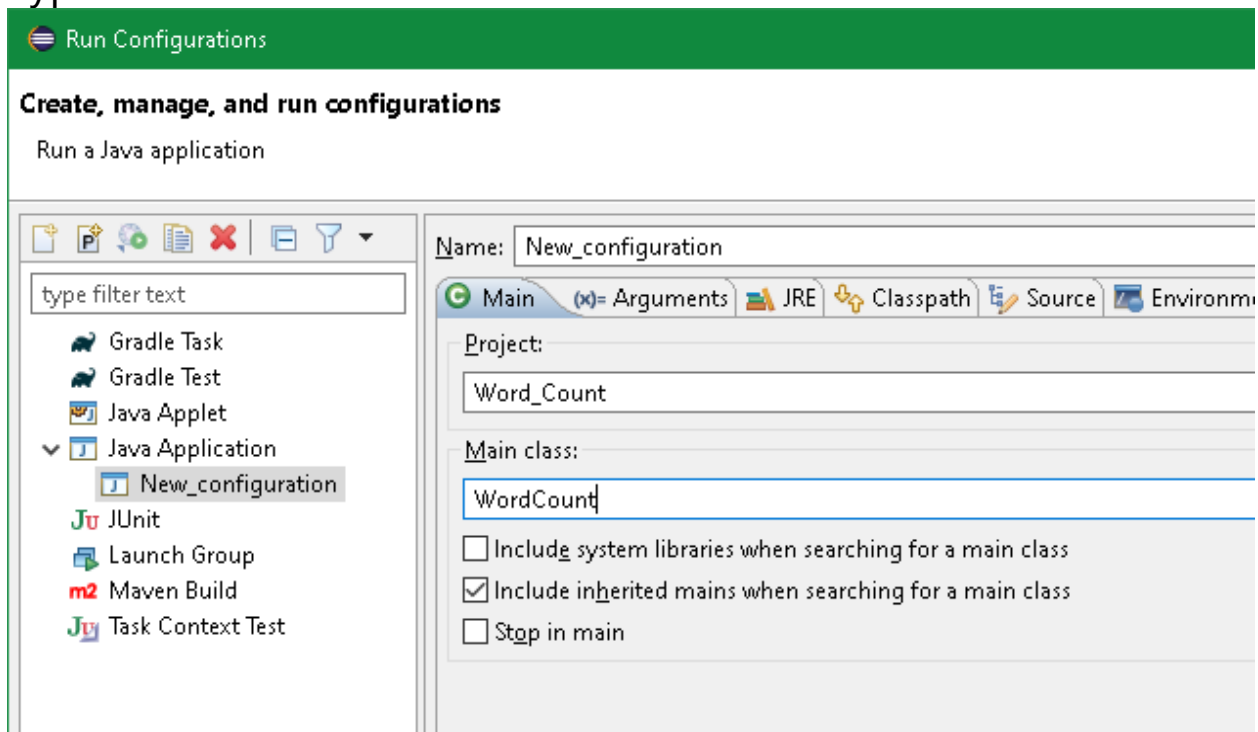 Run Configurations
Create, manage, and run configurations
Run a Java application
Name: New_configuration
type filter text
Main (x)= Arguments JRE Classpath Source Environme
Gradle Task
Gradle Test
Java Applet
Java Application
New_configuration
JUnit
Launch Group
m2 Maven Build
Task Context Test
Project:
Word_Count
Main class:
WordCount
Include system libraries when searching for a main class
Include inherited mains when searching for a main class
Stop in main